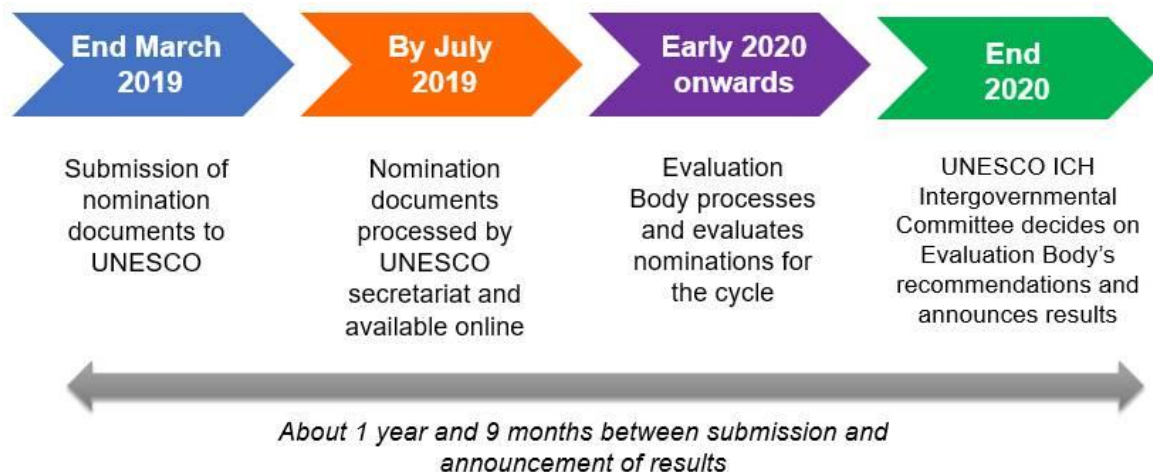 End March
2019
By July
2019
Early 2020
onwards
End
2020
Submission of
nomination
documents to
UNESCO
Nomination
documents
processed by
UNESCO
secretariat and
available online
Evaluation
Body processes
and evaluates
nominations for
the cycle
UNESCO ICH
Intergovernmental
Committee decides on
Evaluation Body’s
recommendations and
announces results
About 1 year and 9 months between submission and
announcement of results